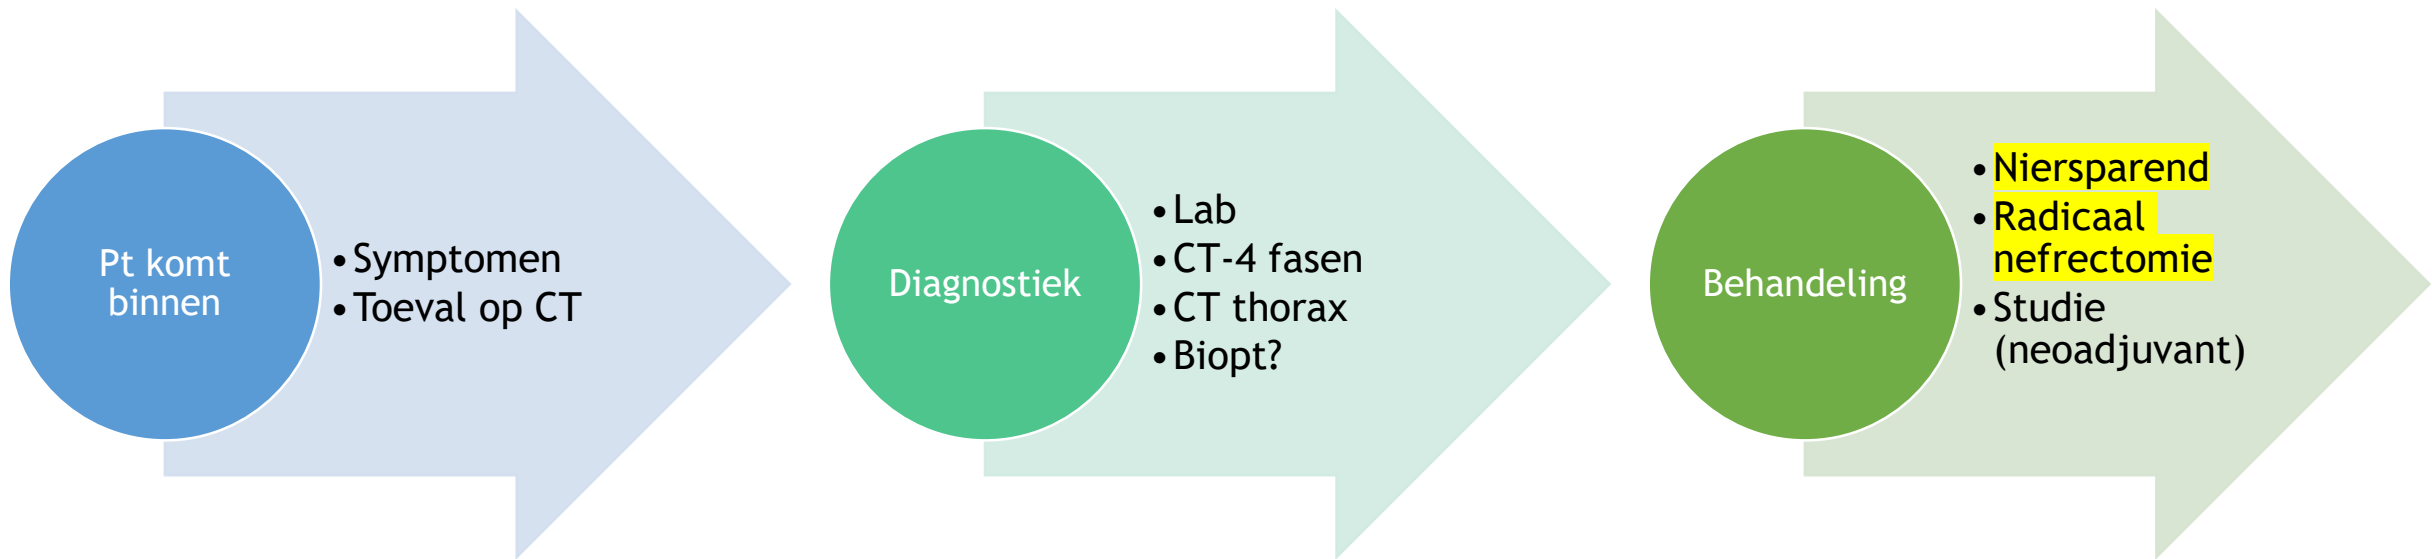 Pt komt
binnen
• Symptomen
• Toeval op CT
Diagnostiek
• Lab
• CT-4 fasen
• CT thorax
• Biopt?
Behandeling
• Niersparend
• Radicaal
nefrectomie
• Studie
(neoadjuvant)